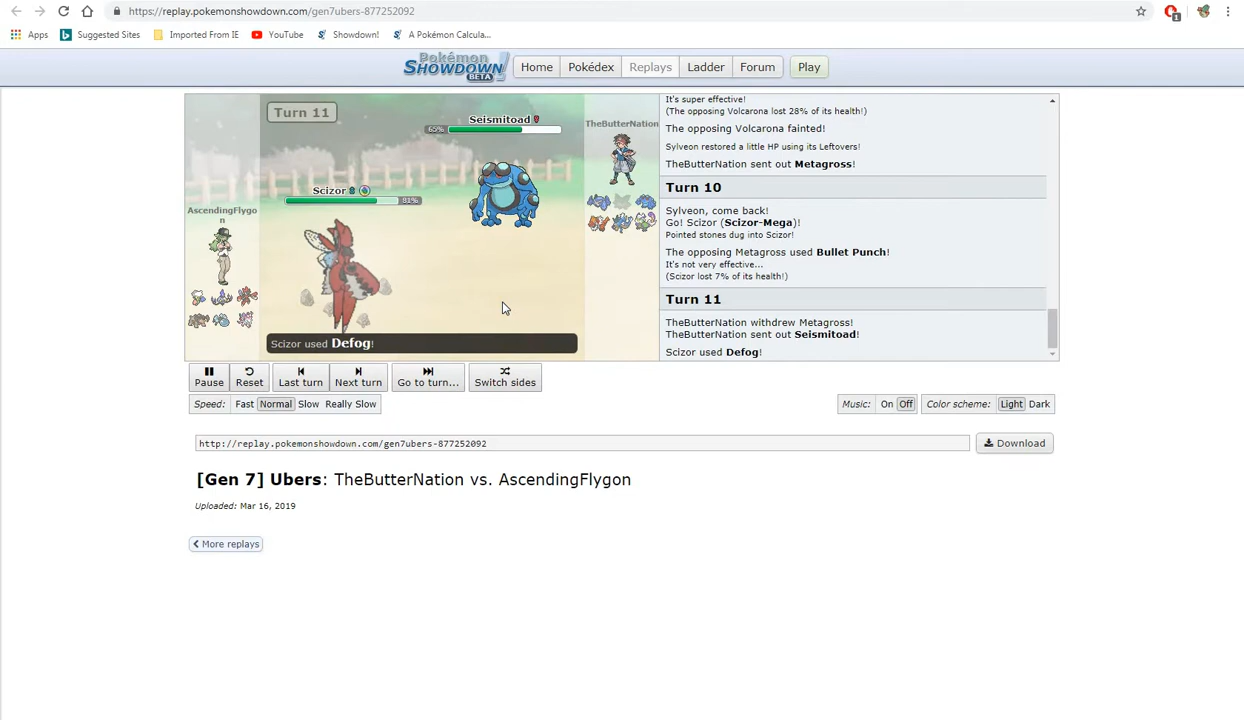 https://replay.pokemonshowdown.com/gen7ubers-877252092
Apps Suggested Sites Imported From IE YouTube Showdown! A Pokémon Calcula...
Pokémon
SHOWDOWN!
BETA
Home Pokédex Replays Ladder Forum Play
Turn 11
Seismitoad
65%
Scizor
81%
AscendingFlygo
n
TheButterNation
Scizor used Defog!
It's super effective!
(The opposing Volcarona lost 28% of its health!)
The opposing Volcarona fainted!
Sylveon restored a little HP using its Leftovers!
TheButterNation sent out Metagross!
Turn 10
Sylveon, come back!
Go! Scizor (Scizor-Mega)!
Pointed stones dug into Scizor!
The opposing Metagross used Bullet Punch!
It's not very effective...
(Scizor lost 7% of its health!)
Turn 11
TheButterNation withdrew Metagross!
TheButterNation sent out Seismitoad!
Scizor used Defog!
Pause Reset Last turn Next turn Go to turn... Switch sides
Speed: Fast Normal Slow Really Slow
Music: On Off Color scheme: Light Dark
http://replay.pokemonshowdown.com/gen7ubers-877252092
Download
[Gen 7] Ubers: TheButterNation vs. AscendingFlygon
Uploaded: Mar 16, 2019
More replays